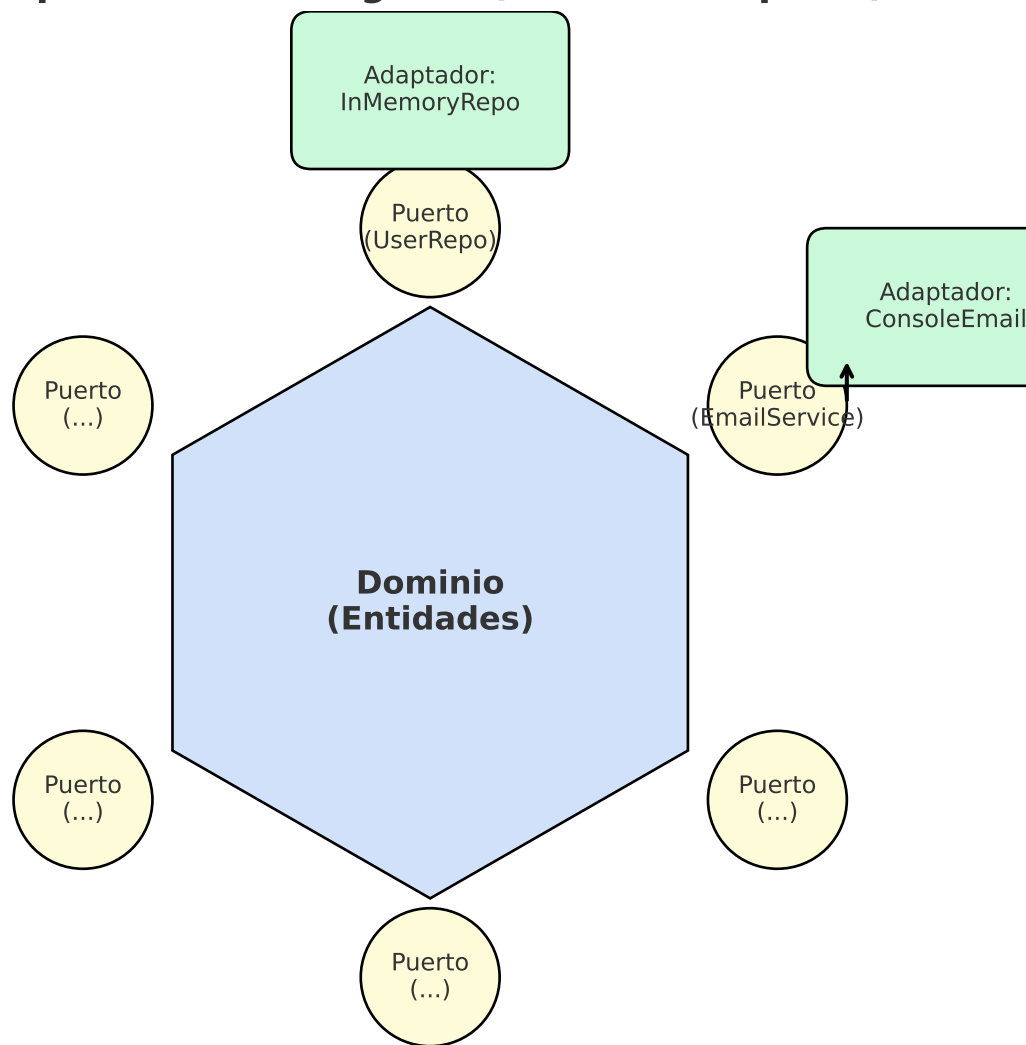 Adaptador:
InMemoryRepo
Puerto
(UserRepo)
Adaptador:
ConsoleEmail
Puerto
(...)
Puerto
(EmailService)
Dominio
(Entidades)
Puerto
(...)
Puerto
(...)
Puerto
(...)